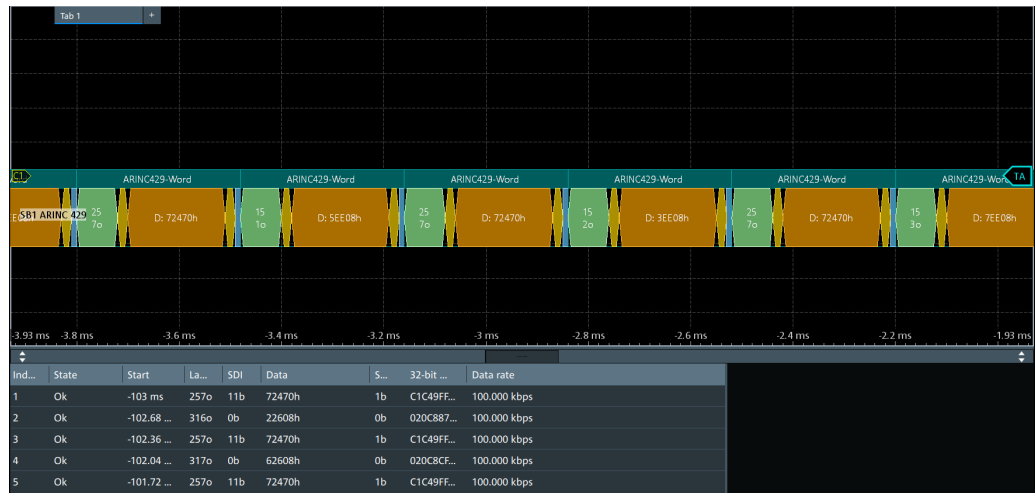 Tab 1 +
C1
ARINC429-Word ARINC429-Word ARINC429-Word ARINC429-Word ARINC429-Word
TA
SB1 ARINC 429
25 7o D: 72470h 15 1o D: 5EE08h 25 7o D: 72470h 15 2o D: 3EE08h 25 7o D: 72470h 15 3o D: 7EE08h
-3.93 ms -3.8 ms -3.6 ms -3.4 ms -3.2 ms -3 ms -2.8 ms -2.6 ms -2.4 ms -2.2 ms -1.93 ms
Ind... State Start La... SDI Data S... 32-bit ... Data rate
1 Ok -103 ms 257o 11b 72470h 1b C1C49FF... 100.000 kbps
2 Ok -102.68 ... 316o 0b 22608h 0b 020C887... 100.000 kbps
3 Ok -102.36 ... 257o 11b 72470h 1b C1C49FF... 100.000 kbps
4 Ok -102.04 ... 317o 0b 62608h 0b 020C8CF... 100.000 kbps
5 Ok -101.72 ... 257o 11b 72470h 1b C1C49FF... 100.000 kbps